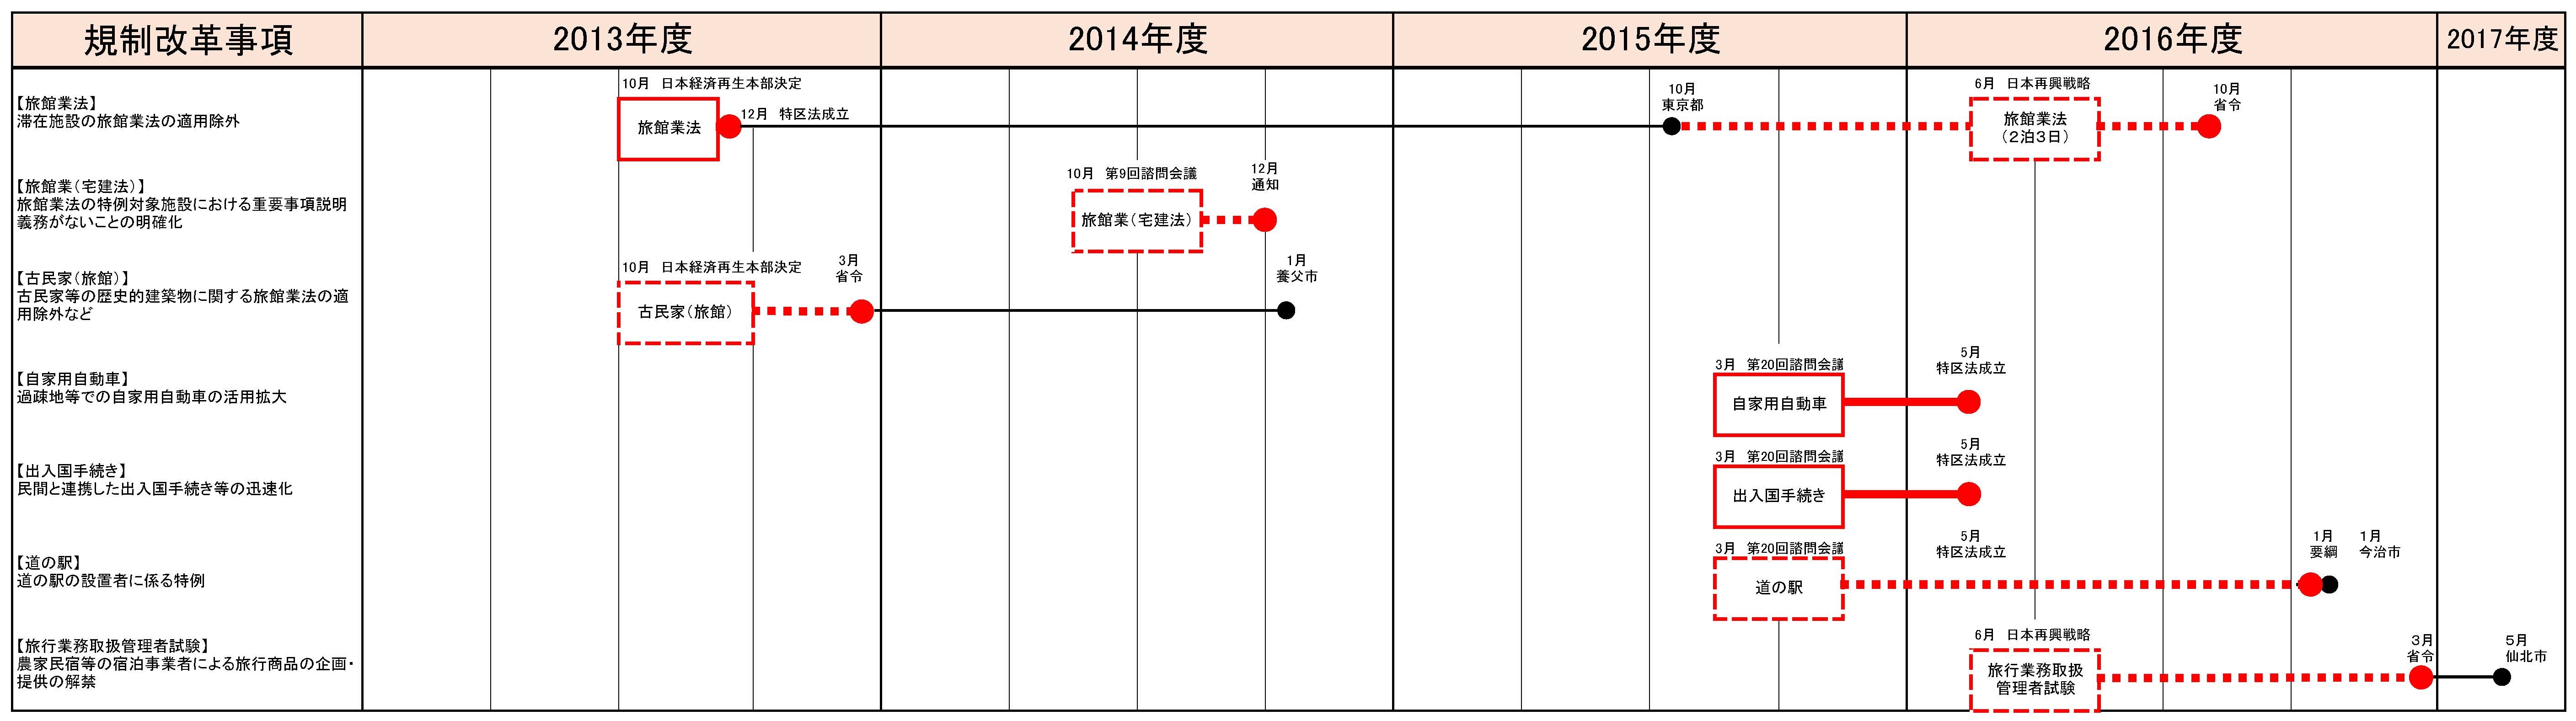 規制改革事項
2013年度
2014年度
2015年度
2016年度
2017年度
【旅館業法】
滞在施設の旅館業法の適用除外
10月　日本経済再生本部決定
旅館業法
12月　特区法成立
10月
東京都
6月　日本再興戦略
旅館業法
（2泊3日）
10月
省令
【旅館業（宅建法）】
旅館業法の特例対象施設における重要事項説明
義務がないことの明確化
10月　第9回諮問会議
旅館業（宅建法）
12月
通知
【古民家（旅館）】
古民家等の歴史的建築物に関する旅館業法の適
用除外など
10月　日本経済再生本部決定
古民家（旅館）
3月
省令
1月
養父市
【自家用自動車】
過疎地等での自家用自動車の活用拡大
3月　第20回諮問会議
自家用自動車
5月
特区法成立
【出入国手続き】
民間と連携した出入国手続き等の迅速化
3月　第20回諮問会議
出入国手続き
5月
特区法成立
【道の駅】
道の駅の設置者に係る特例
3月　第20回諮問会議
道の駅
5月
特区法成立
1月
要綱
1月
今治市
【旅行業務取扱管理者試験】
農家民宿等の宿泊事業者による旅行商品の企画・
提供の解禁
6月　日本再興戦略
旅行業務取扱
管理者試験
3月
省令
5月
仙北市